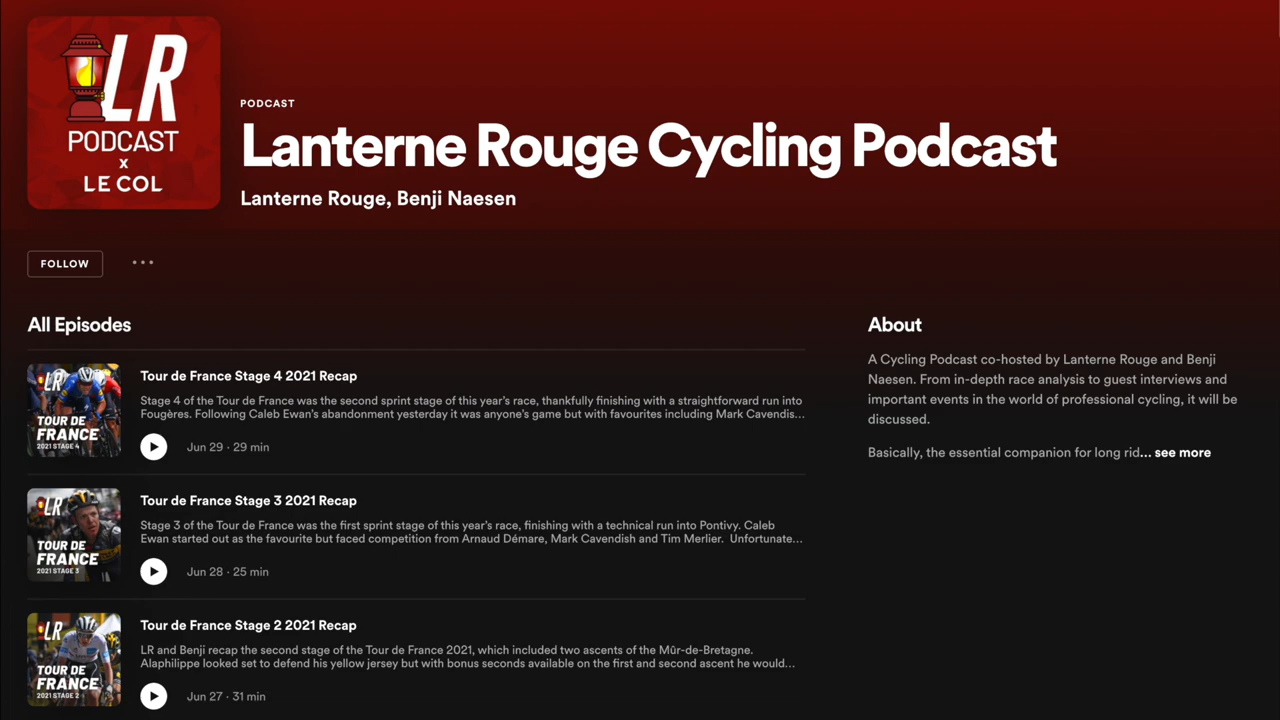 LR
PODCAST
x
LE COL
PODCAST
Lanterne Rouge Cycling Podcast
Lanterne Rouge, Benji Naesen
FOLLOW
All Episodes
LR
TOUR DE
FRANCE
2021 STAGE 4
Tour de France Stage 4 2021 Recap
Stage 4 of the Tour de France was the second sprint stage of this year's race, thankfully finishing with a straightforward run into
Fougères. Following Caleb Ewan's abandonment yesterday it was anyone's game but with favourites including Mark Cavendis...
Jun 29 · 29 min
LR
TOUR DE
FRANCE
2021 STAGE 3
Tour de France Stage 3 2021 Recap
Stage 3 of the Tour de France was the first sprint stage of this year's race, finishing with a technical run into Pontivy. Caleb
Ewan started out as the favourite but faced competition from Arnaud Démare, Mark Cavendish and Tim Merlier. Unfortunate...
Jun 28 · 25 min
LR
TOUR DE
FRANCE
2021 STAGE 2
Tour de France Stage 2 2021 Recap
LR and Benji recap the second stage of the Tour de France 2021, which included two ascents of the Mûr-de-Bretagne.
Alaphilippe looked set to defend his yellow jersey but with bonus seconds available on the first and second ascent he would...
Jun 27 · 31 min
About
A Cycling Podcast co-hosted by Lanterne Rouge and Benji
Naesen. From in-depth race analysis to guest interviews and
important events in the world of professional cycling, it will be
discussed.
Basically, the essential companion for long rid... see more